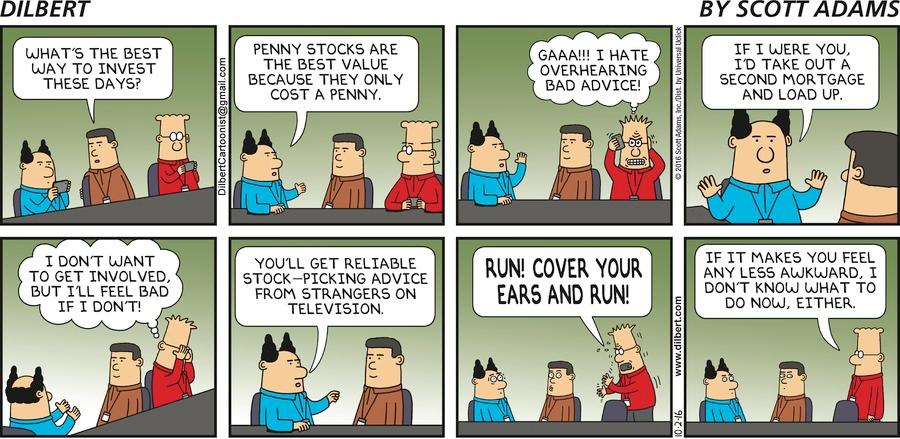 DILBERT
BY SCOTT ADAMS
WHAT'S THE BEST
WAY TO INVEST
THESE DAYS?
DilbertCartoonist@gmail.com
PENNY STOCKS ARE
THE BEST VALUE
BECAUSE THEY ONLY
COST A PENNY.
GAAA!!! I HATE
OVERHEARING
BAD ADVICE!
© 2016 Scott Adams, Inc./Dist. by Universal Uclick
IF I WERE YOU,
I'D TAKE OUT A
SECOND MORTGAGE
AND LOAD UP.
I DON'T WANT
TO GET INVOLVED,
BUT I'LL FEEL BAD
IF I DON'T!
YOU'LL GET RELIABLE
STOCK-PICKING ADVICE
FROM STRANGERS ON
TELEVISION.
RUN! COVER YOUR
EARS AND RUN!
10-2-16
www.dilbert.com
IF IT MAKES YOU FEEL
ANY LESS AWKWARD, I
DON'T KNOW WHAT TO
DO NOW, EITHER.